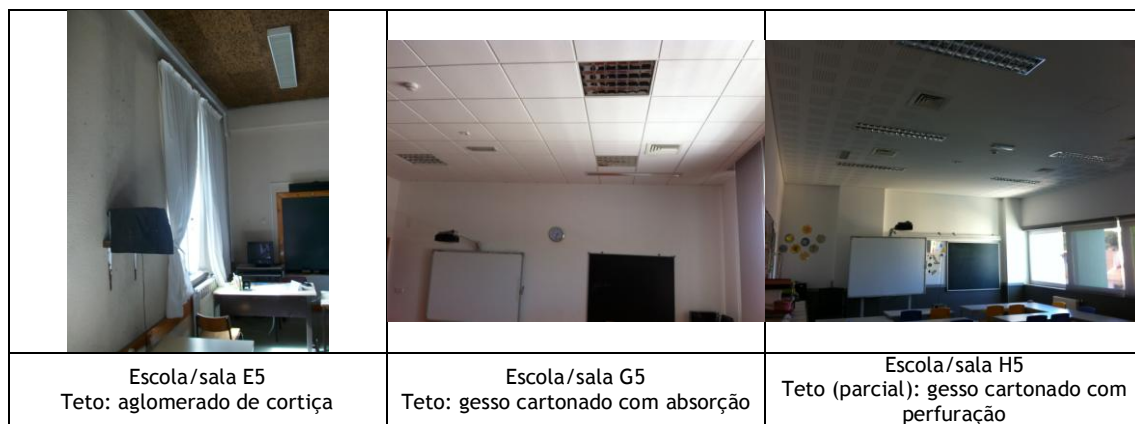 Escola/sala E5
Teto: aglomerado de cortiça
Escola/sala G5
Teto: gesso cartonado com absorção
Escola/sala H5
Teto (parcial): gesso cartonado com
perfuração